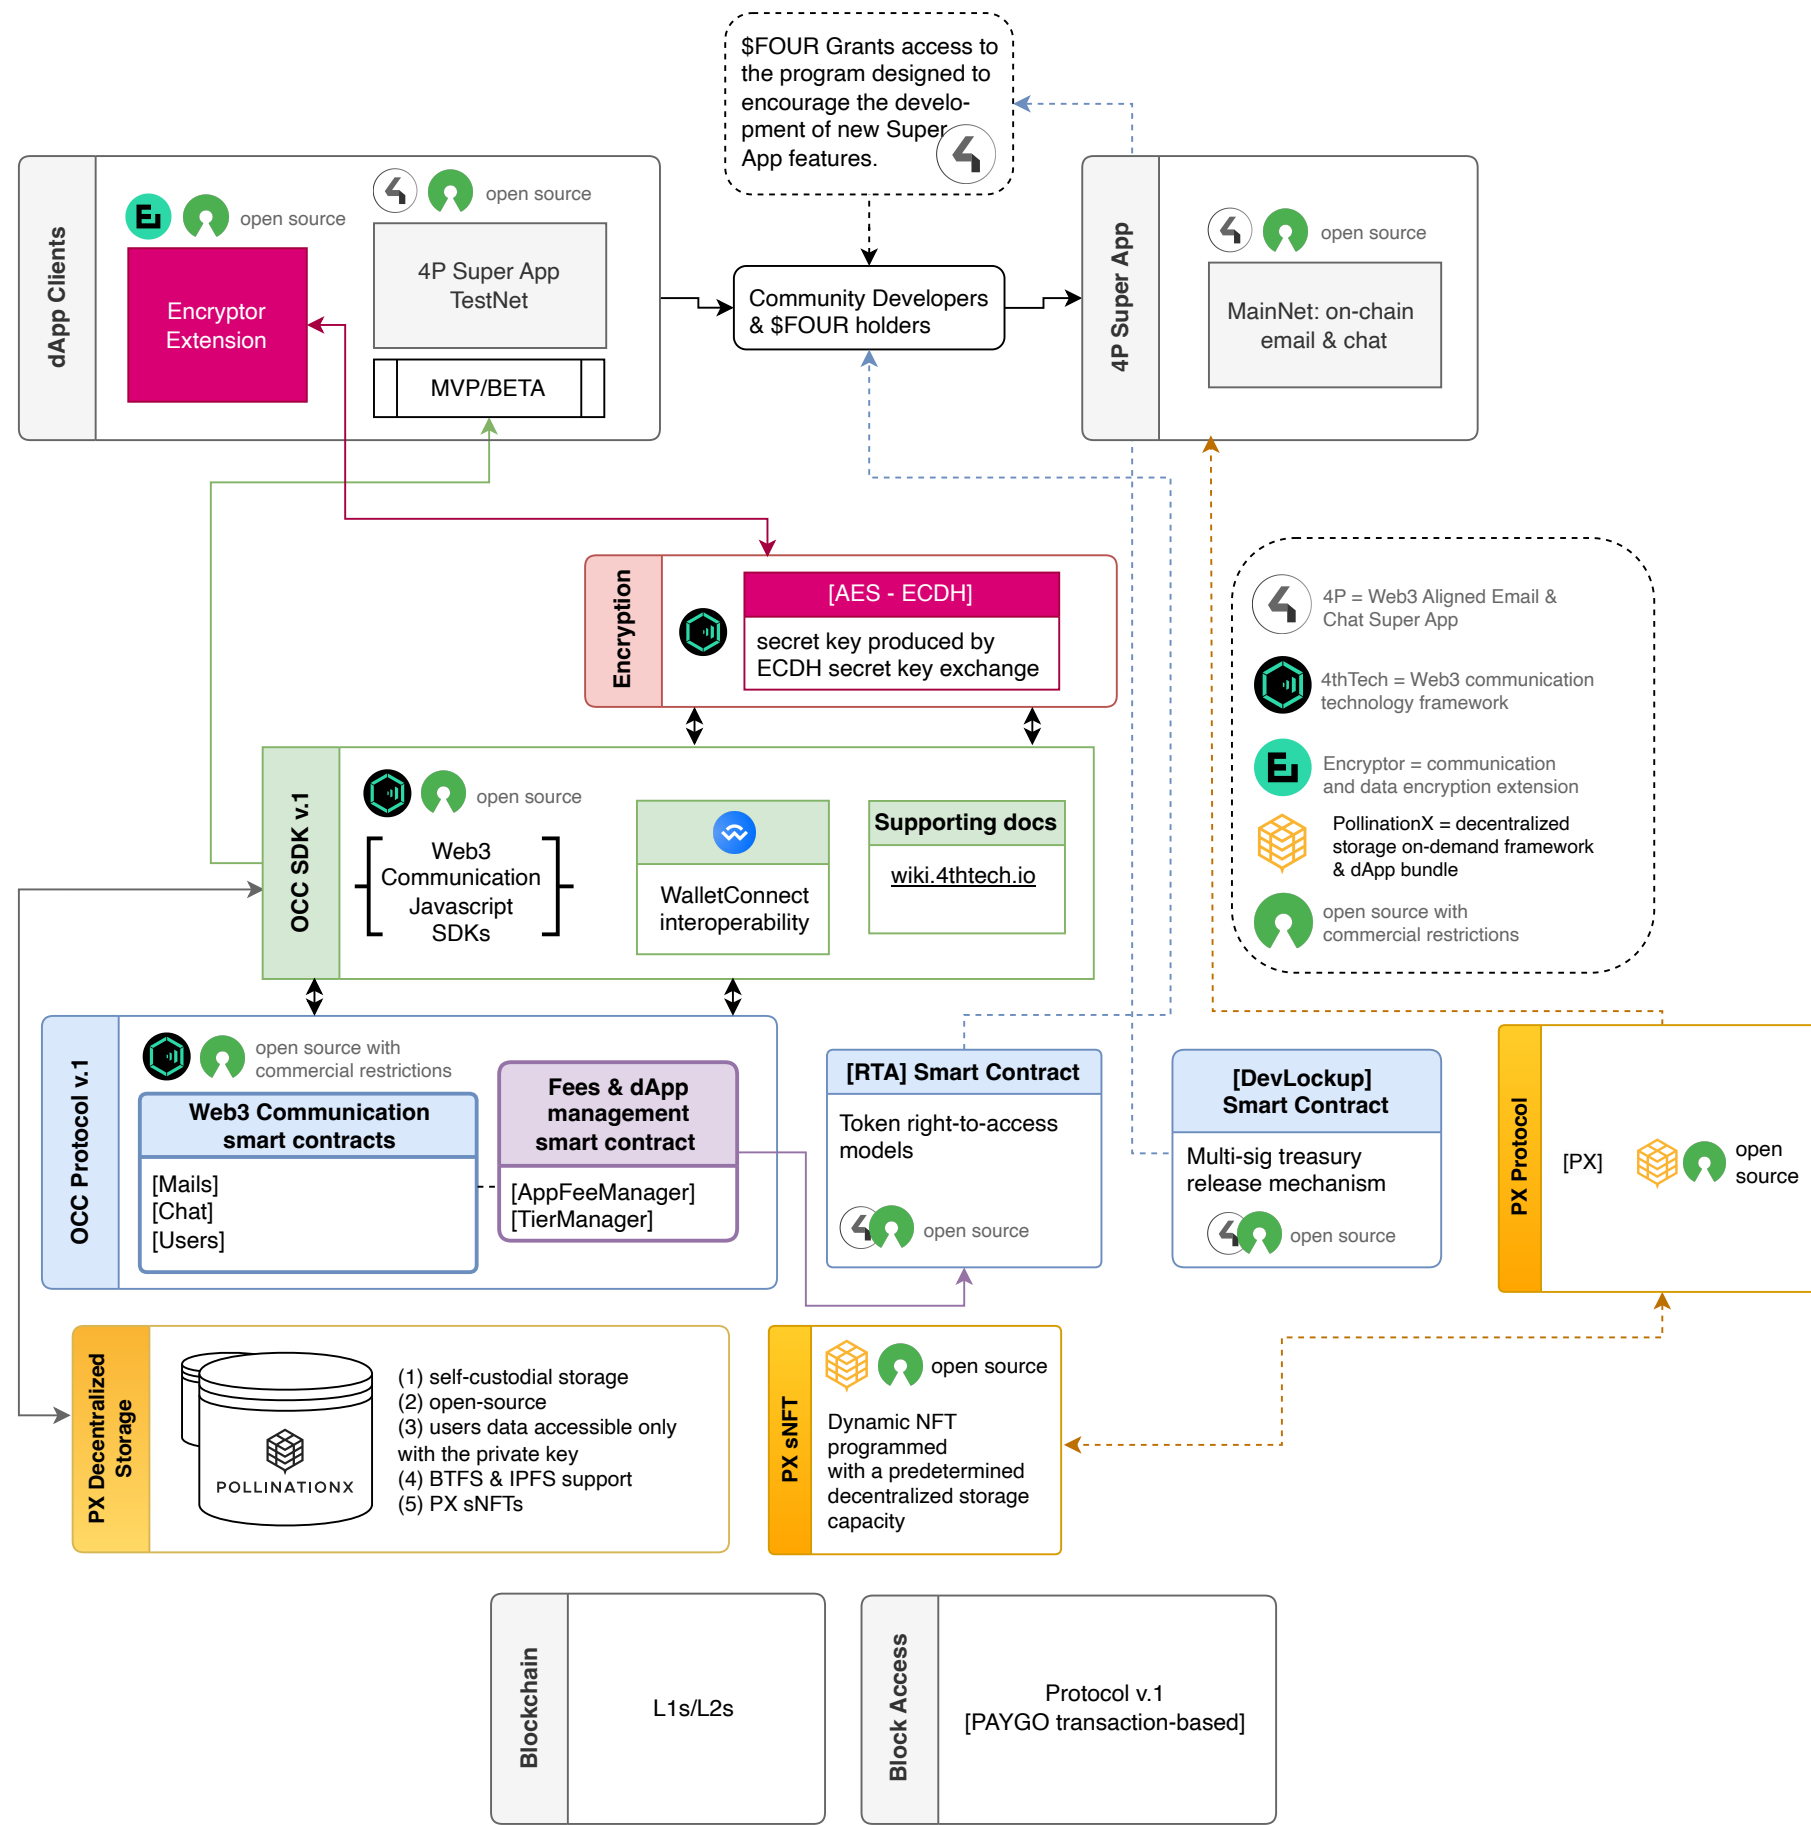 $FOUR Grants access to
the program designed to
encourage the develo-
pment of new Super
App features.
dApp Clients
open source
Encryptor
Extension
open source
4P Super App
TestNet
MVP/BETA
Community Developers
& $FOUR holders
4P Super App
open source
MainNet: on-chain
email & chat
Encryption
[AES - ECDH]
secret key produced by
ECDH secret key exchange
4P = Web3 Aligned Email &
Chat Super App
4thTech = Web3 communication
technology framework
Encryptor = communication
and data encryption extension
PollinationX = decentralized
storage on-demand framework
& dApp bundle
open source with
commercial restrictions
OCC SDK v.1
open source
Web3
Communication
Javascript
SDKs
WalletConnect
interoperability
Supporting docs
wiki.4thtech.io
OCC Protocol v.1
open source with
commercial restrictions
Web3 Communication
smart contracts
[Mails]
[Chat]
[Users]
Fees & dApp
management
smart contract
[AppFeeManager]
[TierManager]
[RTA] Smart Contract
Token right-to-access
models
open source
[DevLockup]
Smart Contract
Multi-sig treasury
release mechanism
open source
PX Protocol
[PX]
open
source
PX Decentralized
Storage
POLLINATIONX
(1) self-custodial storage
(2) open-source
(3) users data accessible only
with the private key
(4) BTFS & IPFS support
(5) PX sNFTs
PX sNFT
open source
Dynamic NFT
programmed
with a predetermined
decentralized storage
capacity
Blockchain
L1s/L2s
Block Access
Protocol v.1
[PAYGO transaction-based]